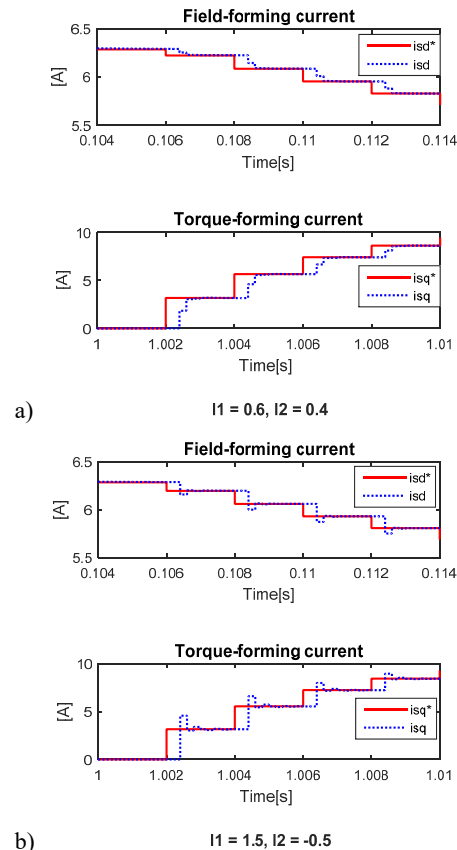 Field-forming current
6.5
6
5.5
[A]
isd*
isd
0.104 0.106 0.108 0.11 0.112 0.114
Time[s]
Torque-forming current
10
5
0
[A]
isq*
isq
1 1.002 1.004 1.006 1.008 1.01
Time[s]
a) I1 = 0.6, I2 = 0.4
Field-forming current
6.5
6
5.5
[A]
isd*
isd
0.104 0.106 0.108 0.11 0.112 0.114
Time[s]
Torque-forming current
10
5
0
[A]
isq*
isq
1 1.002 1.004 1.006 1.008 1.01
Time[s]
b) I1 = 1.5, I2 = -0.5